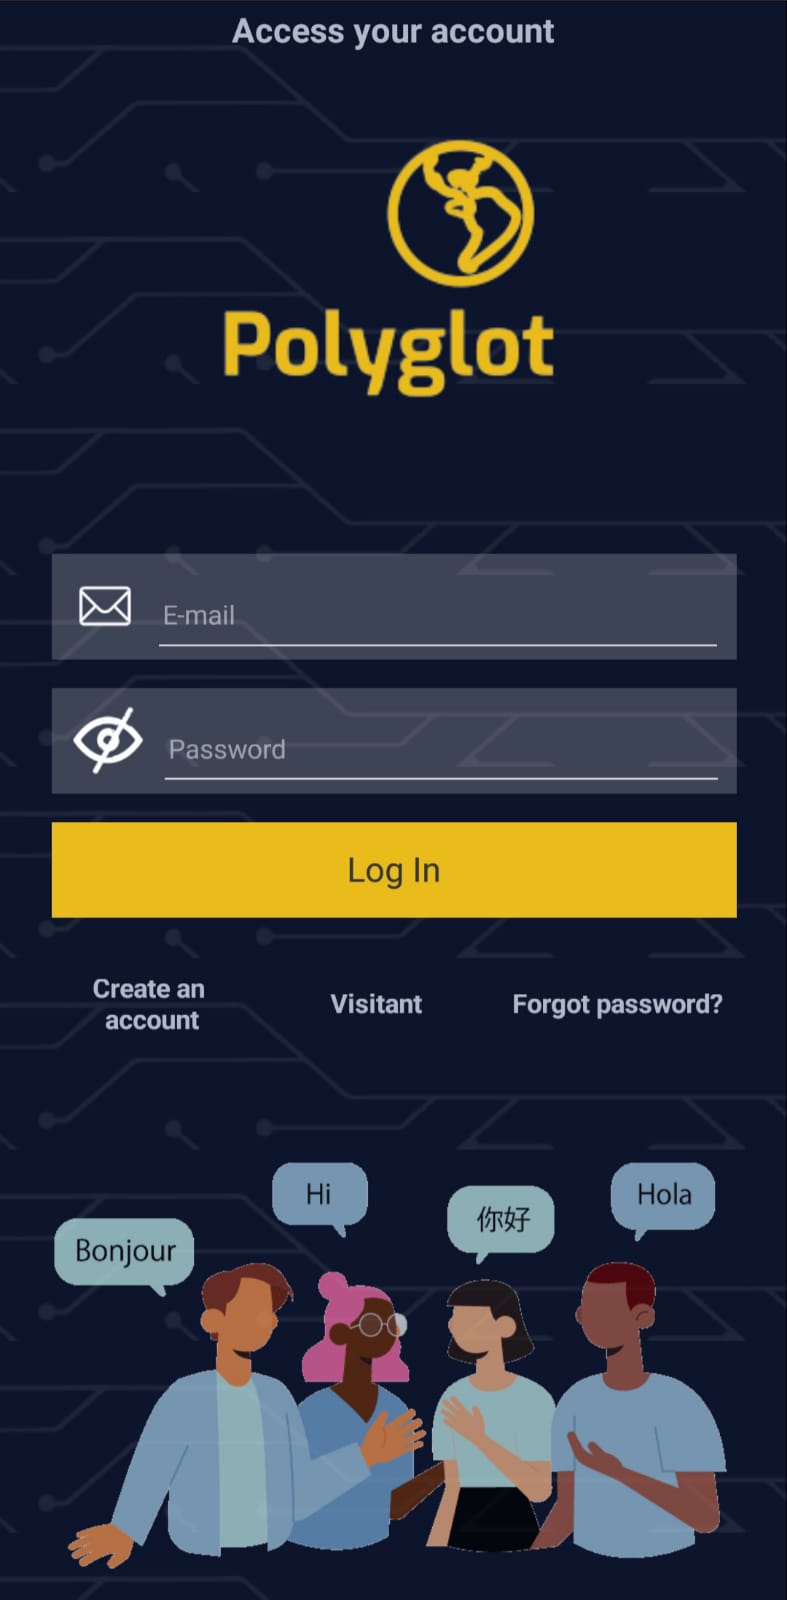 Access your account
Polyglot
E-mail
Password
Log In
Create an
account
Visitant
Forgot password?
Hi
Hola
你好
Bonjour